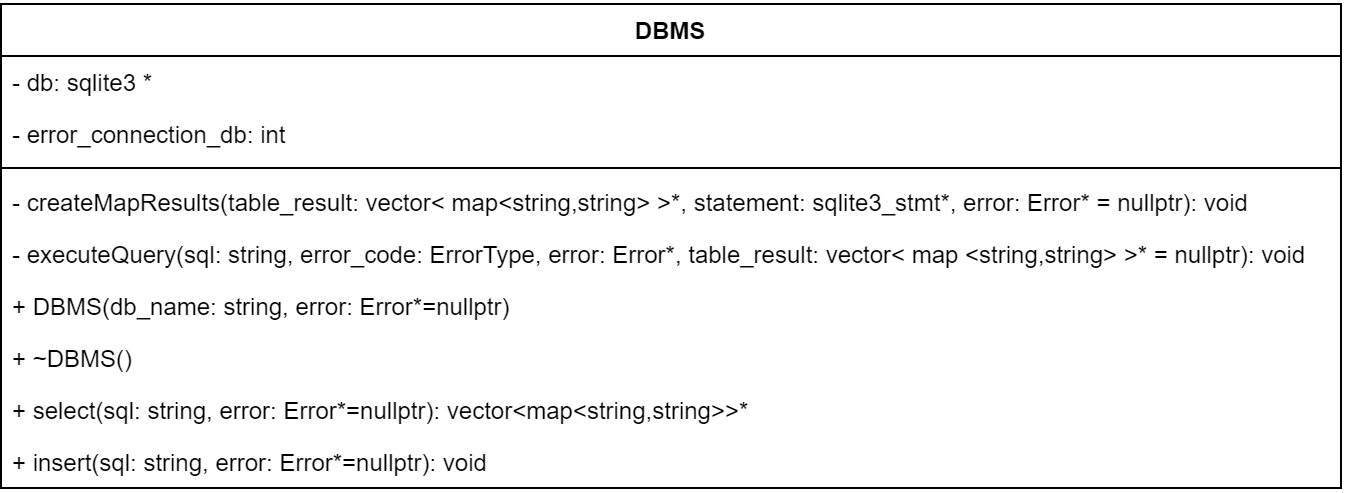 DBMS
- db: sqlite3 *
- error_connection_db: int
- createMapResults(table_result: vector< map<string,string> >*, statement: sqlite3_stmt*, error: Error* = nullptr): void
- executeQuery(sql: string, error_code: ErrorType, error: Error*, table_result: vector< map <string,string> >* = nullptr): void
+ DBMS(db_name: string, error: Error*=nullptr)
+ ~DBMS()
+ select(sql: string, error: Error*=nullptr): vector<map<string,string>>*
+ insert(sql: string, error: Error*=nullptr): void